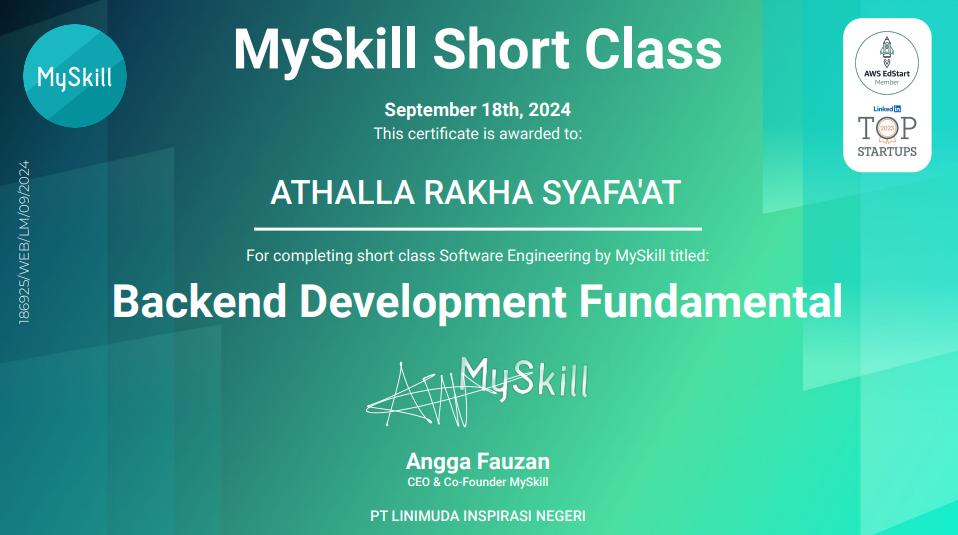 MySkill
MySkill Short Class
AWS EdStart
Member
LinkedIn
2023
TOP
STARTUPS
September 18th, 2024
This certificate is awarded to:
186925/WEB/LM/09/2024
ATHALLA RAKHA SYAFA'AT
For completing short class Software Engineering by MySkill titled:
Backend Development Fundamental
MySkill
Angga Fauzan
CEO & Co-Founder MySkill
PT LINIMUDA INSPIRASI NEGERI